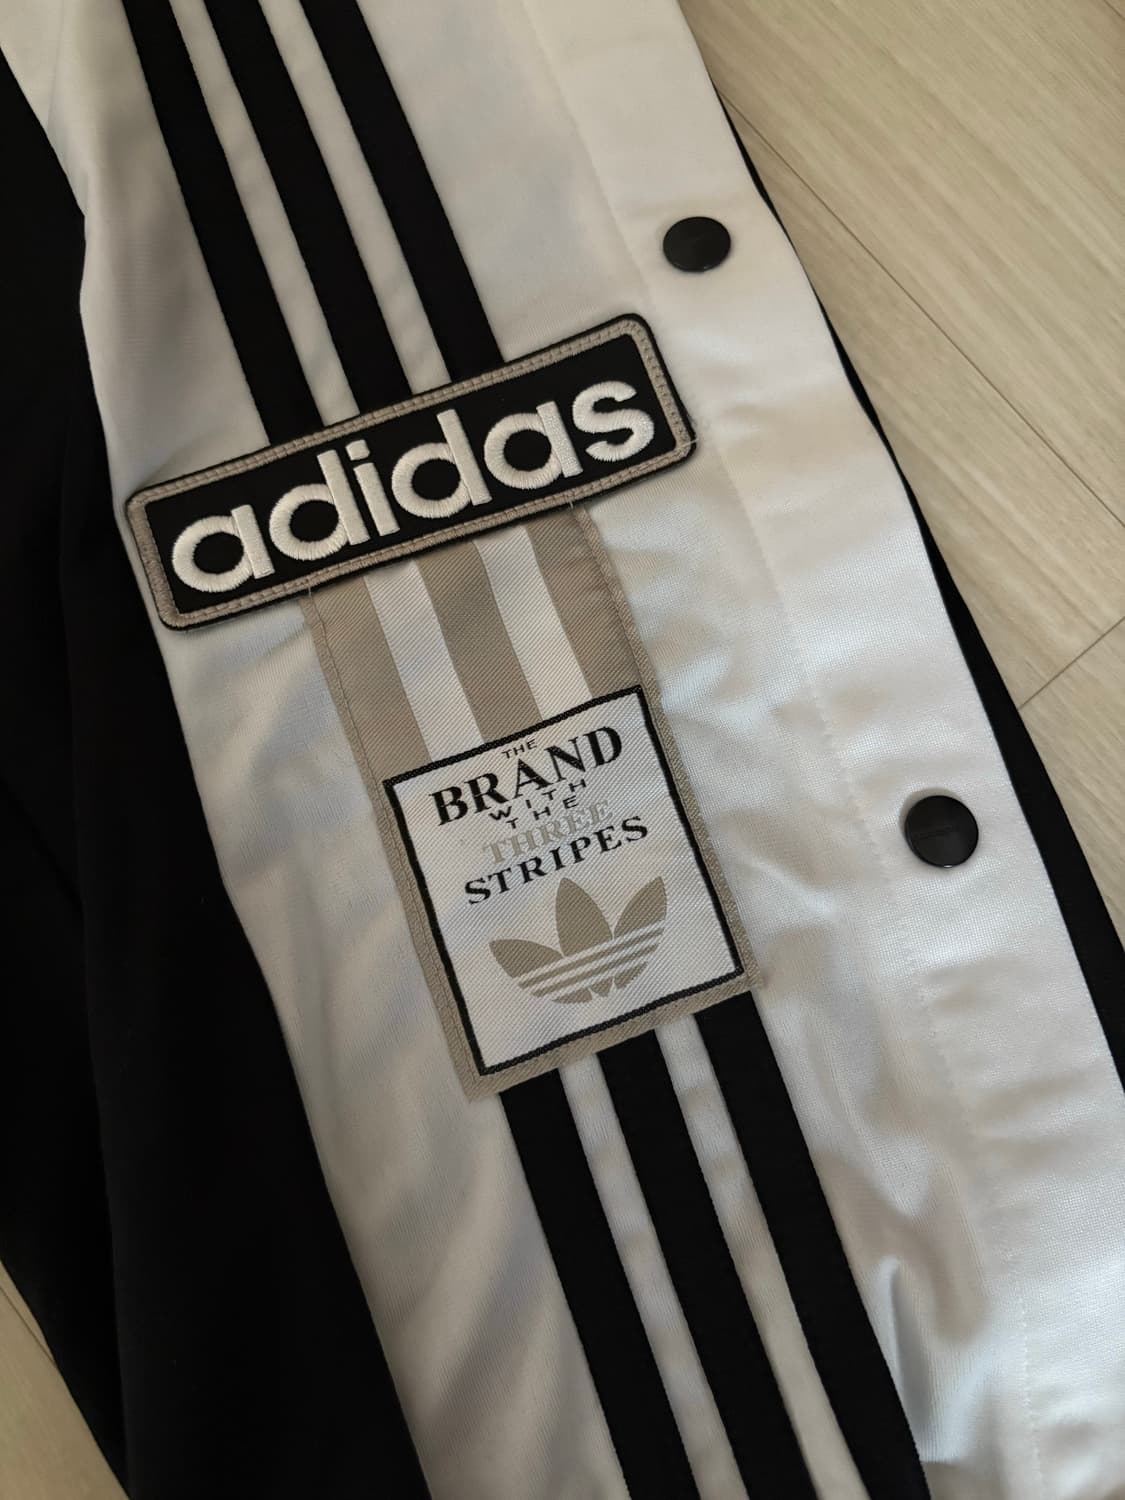 adidas
THE
BRAND
WITH
THE
THREE
STRIPES